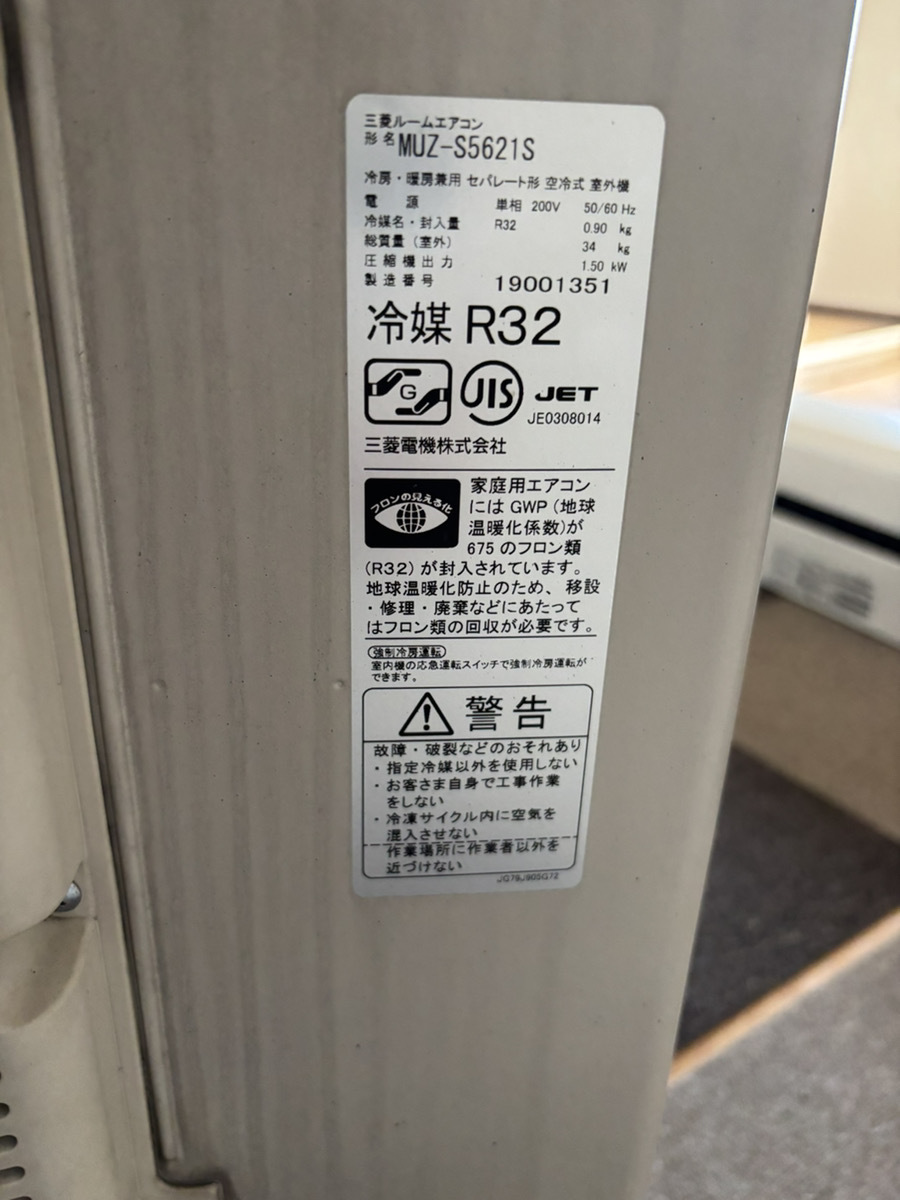 三菱ルームエアコン
形名 MUZ-S5621S
冷房・暖房兼用 セパレート形 空冷式 室外機
電源 単相 200V 50/60 Hz
冷媒名・封入量 R32 0.90 kg
総質量(室外) 34 kg
圧縮機出力 1.50 kW
製造番号 19001351
冷媒 R32
G JIS JET
JE0308014
三菱電機株式会社
フロンの見える化
家庭用エアコン
には GWP(地球
温暖化係数)が
675 のフロン類
(R32)が封入されています。
地球温暖化防止のため、移設
・修理・廃棄などにあたって
はフロン類の回収が必要です。
強制冷房運転
室内機の応急運転スイッチで強制冷房運転が
できます。
警告
故障・破裂などのおそれあり
・指定冷媒以外を使用しない
・お客さま自身で工事作業
をしない
・冷凍サイクル内に空気を
混入させない
作業場所に作業者以外を
近づけない
JG79J905G72